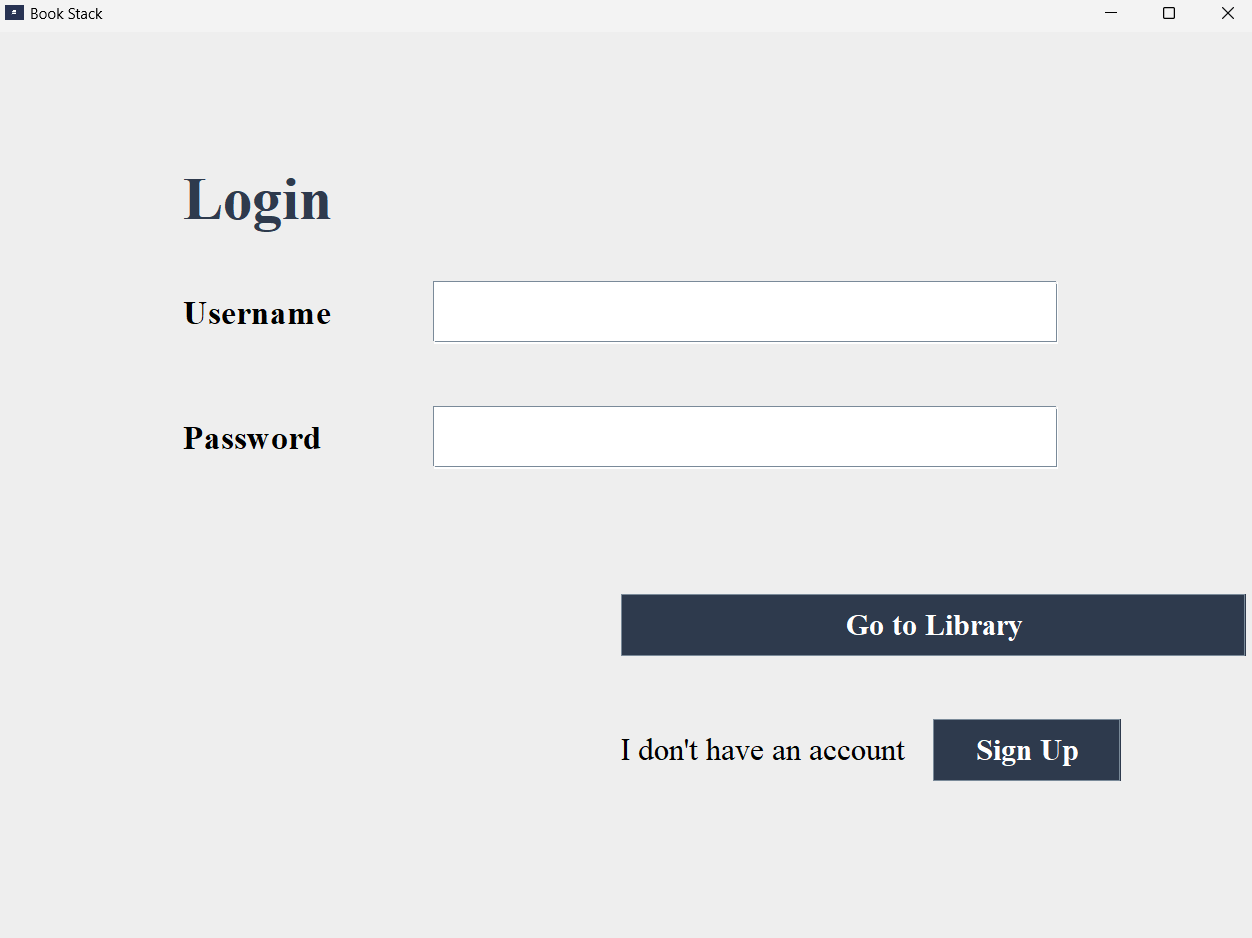 Book Stack
Login
Username
Password
Go to Library
I don't have an account Sign Up